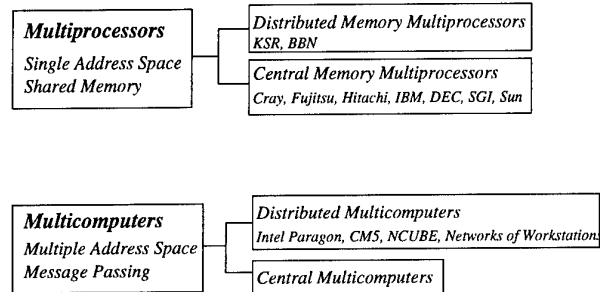 Multiprocessors
Single Address Space
Shared Memory
Distributed Memory Multiprocessors
KSR, BBN
Central Memory Multiprocessors
Cray, Fujitsu, Hitachi, IBM, DEC, SGI, Sun
Multicomputers
Multiple Address Space
Message Passing
Distributed Multicomputers
Intel Paragon, CM5, NCUBE, Networks of Workstations
Central Multicomputers